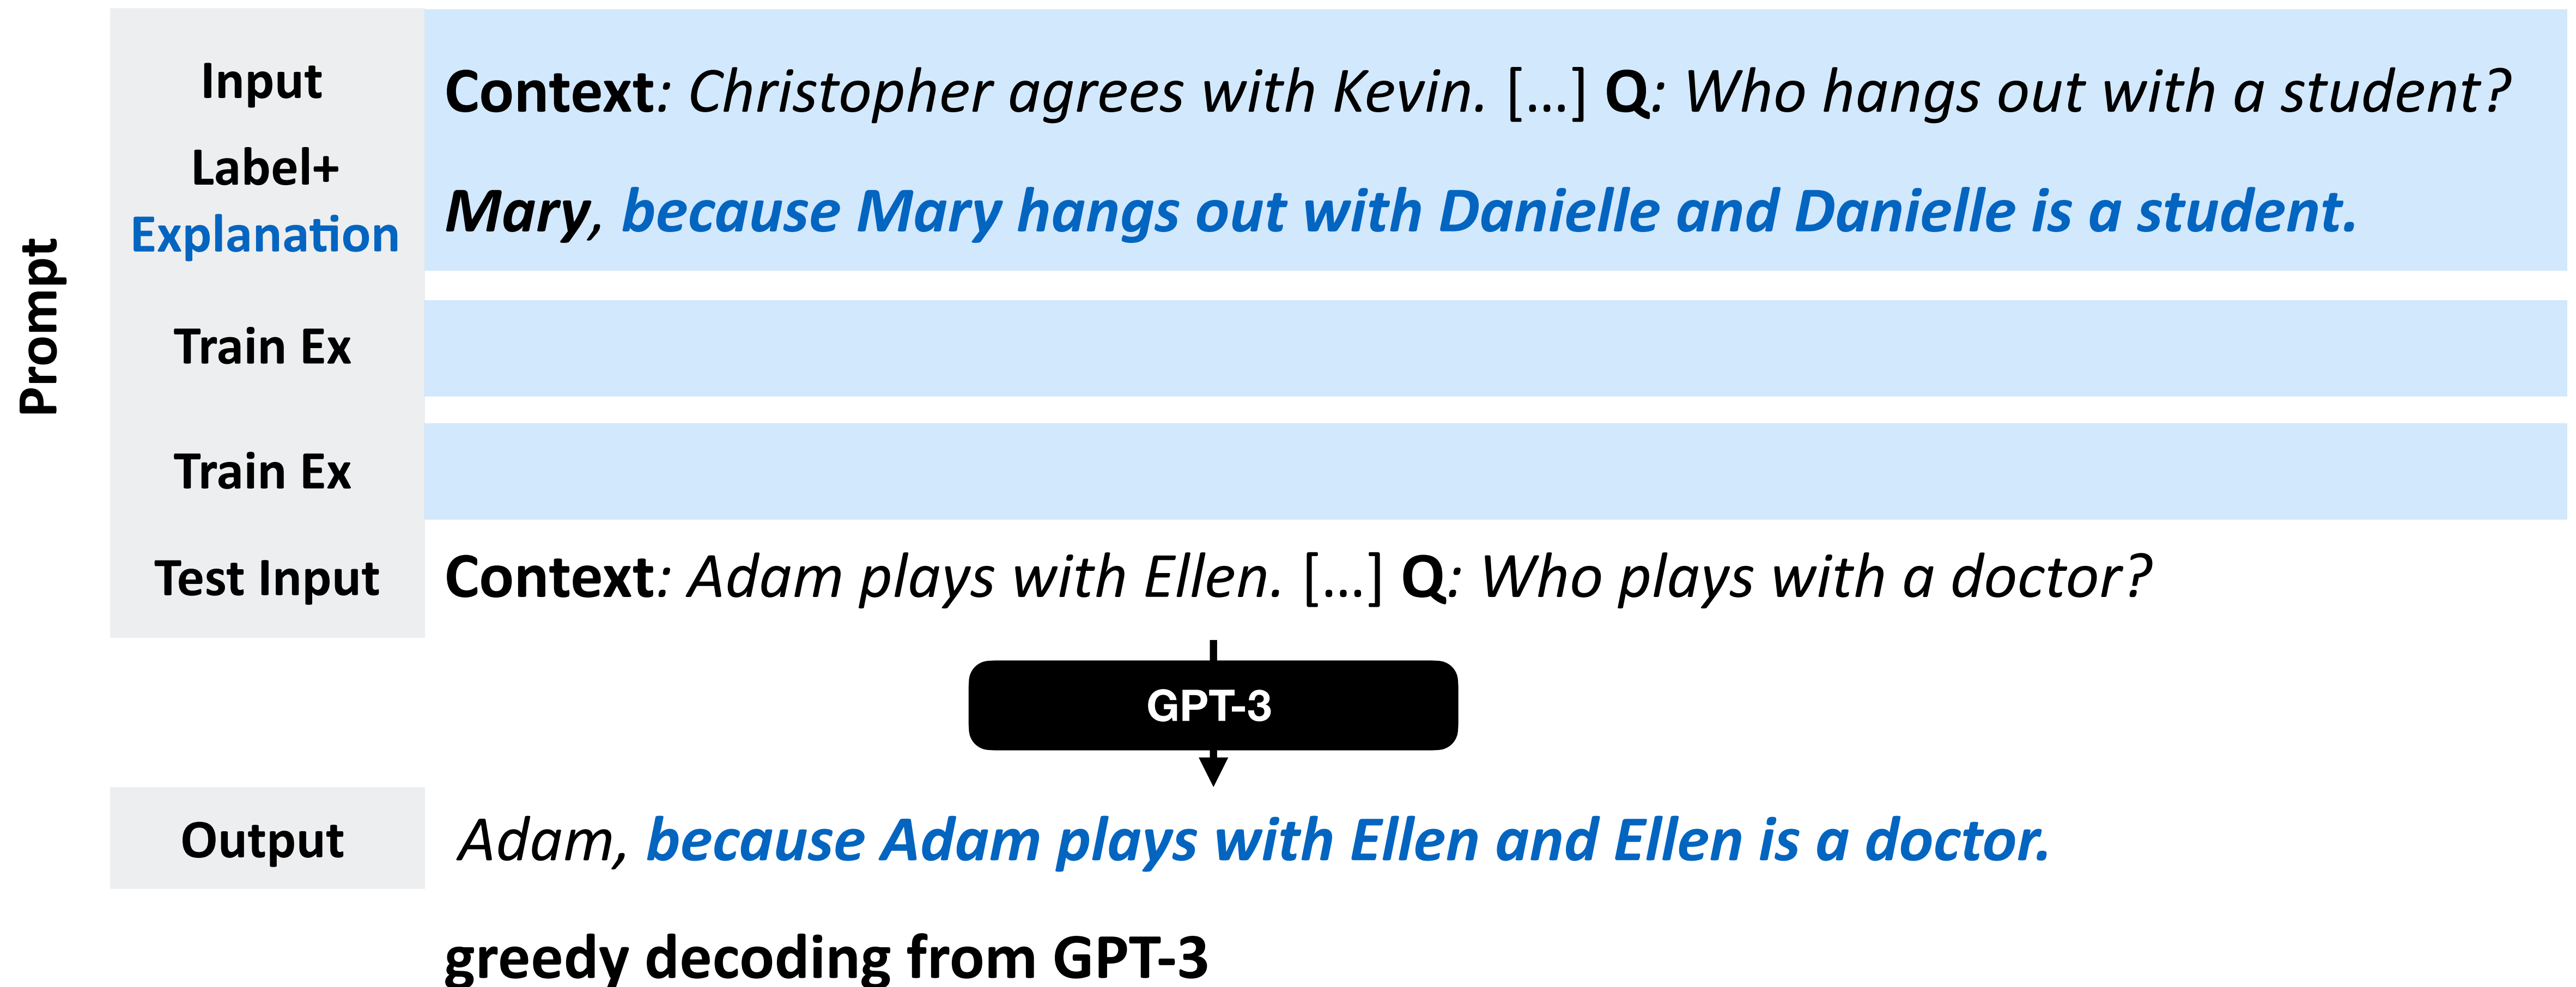 Prompt
Input
Context: Christopher agrees with Kevin. [...] Q: Who hangs out with a student?
Label+
Explanation
Mary, because Mary hangs out with Danielle and Danielle is a student.
Train Ex
Train Ex
Test Input
Context: Adam plays with Ellen. [...] Q: Who plays with a doctor?
GPT-3
Output
Adam, because Adam plays with Ellen and Ellen is a doctor.
greedy decoding from GPT-3